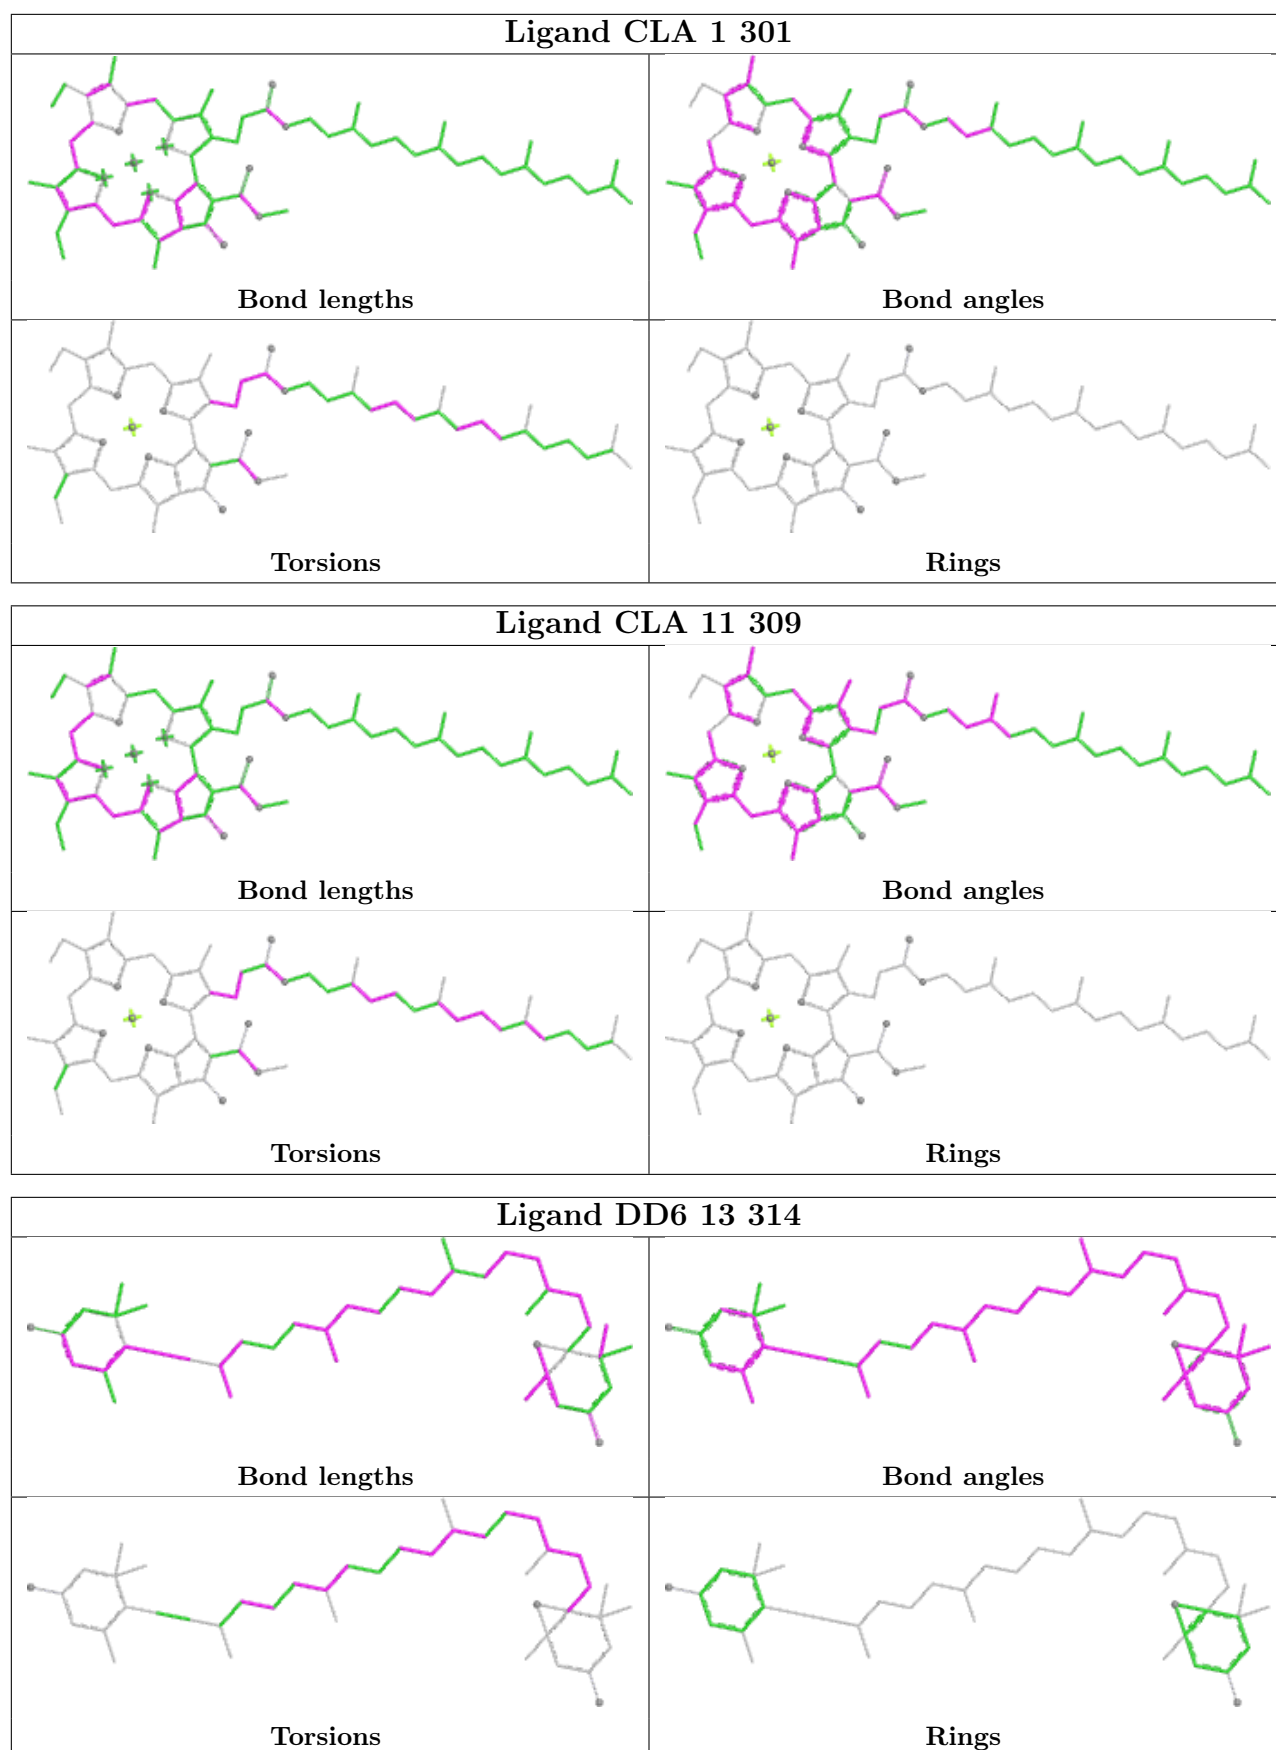 Ligand CLA 1 301
Bond lengths
Bond angles
Torsions
Rings
Ligand CLA 11 309
Bond lengths
Bond angles
Torsions
Rings
Ligand DD6 13 314
Bond lengths
Bond angles
Torsions
Rings